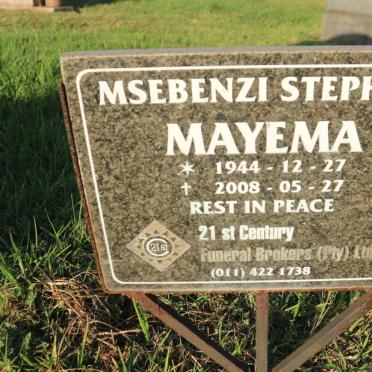 MSEBENZI STEPH
MAYEMA
* 1944 - 12 - 27
† 2008 - 05 - 27
REST IN PEACE
21st
21 st Century
Funeral Brokers (Pty) Ltd
(011) 422 1738